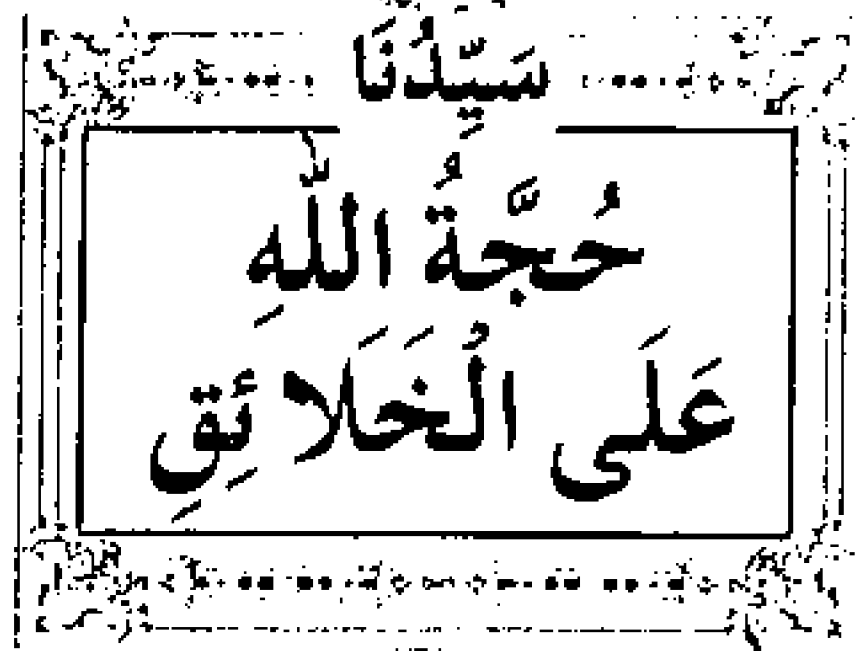 سَيِّدُنَا
حُجَّةُ اللّٰهِ
عَلَى الْخَلَائِقِ